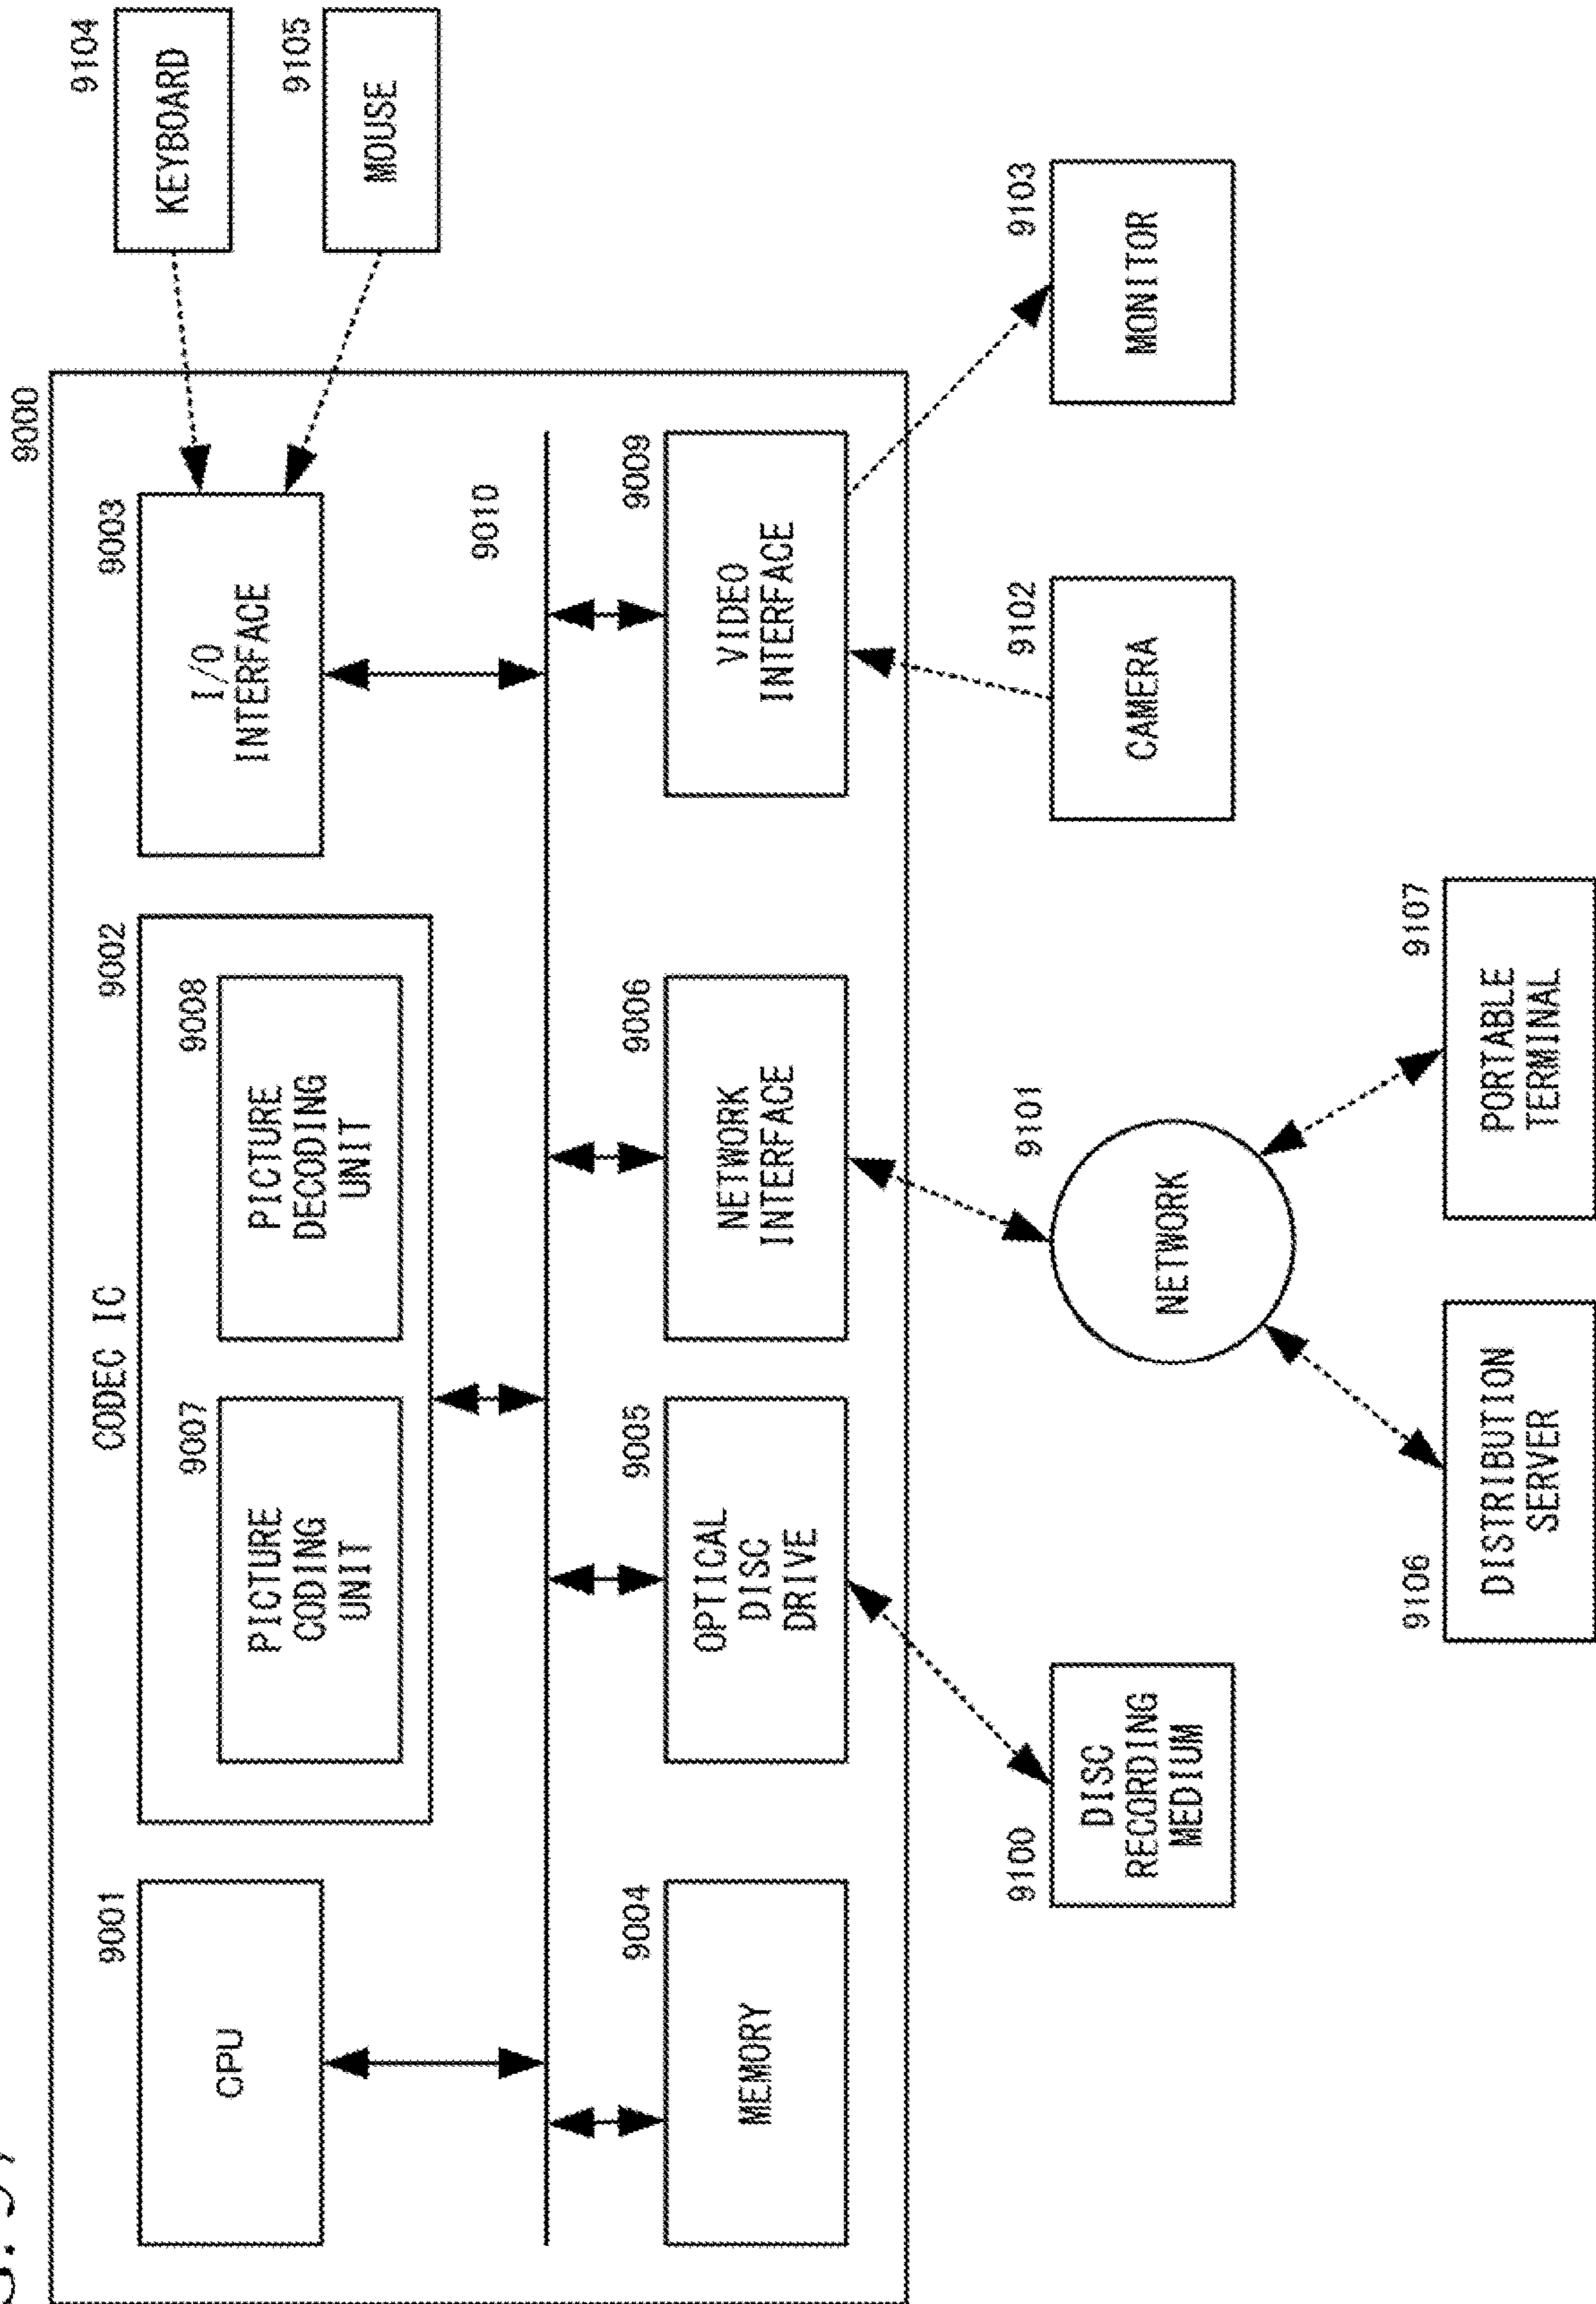 9000
9001
CPU
CODEC IC
9002
9007
PICTURE
CODING
UNIT
9008
PICTURE
DECODING
UNIT
9003
I/O
INTERFACE
9104
KEYBOARD
9105
MOUSE
9010
9004
MEMORY
9005
OPTICAL
DISC
DRIVE
9006
NETWORK
INTERFACE
9009
VIDEO
INTERFACE
9100
DISC
RECORDING
MEDIUM
9101
NETWORK
9102
CAMERA
9103
MONITOR
9106
DISTRIBUTION
SERVER
9107
PORTABLE
TERMINAL